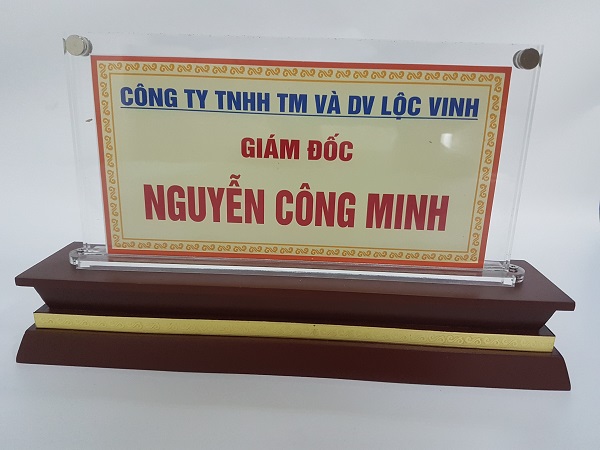 CÔNG TY TNHH TM VÀ DV LỘC VINH
GIÁM ĐỐC
NGUYỄN CÔNG MINH